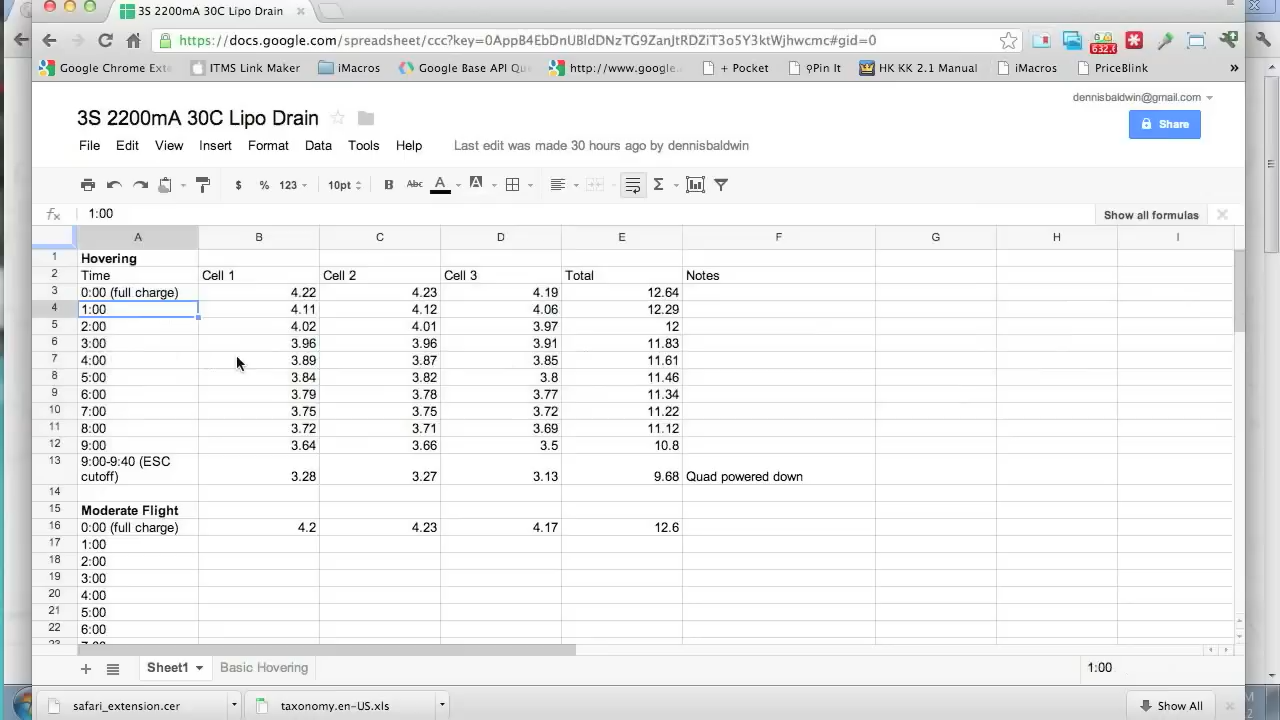 3S 2200mA 30C Lipo Drain
https://docs.google.com/spreadsheet/ccc?key=0AppB4EbDnUBldDNzTG9ZanJtRDZiT3o5Y3ktWjhwcmc#gid=0
632.6
Google Chrome Exte
ITMS Link Maker
iMacros
Google Base API Qu
http://www.google.
+ Pocket
Pin It
HK KK 2.1 Manual
iMacros
PriceBlink
»
dennisbaldwin@gmail.com
3S 2200mA 30C Lipo Drain
Share
File Edit View Insert Format Data Tools Help Last edit was made 30 hours ago by dennisbaldwin
$ % 123 10pt B Abc A A Σ
fx 1:00 Show all formulas
A B C D E F G H I
1 Hovering
2 Time Cell 1 Cell 2 Cell 3 Total Notes
3 0:00 (full charge) 4.22 4.23 4.19 12.64
4 1:00 4.11 4.12 4.06 12.29
5 2:00 4.02 4.01 3.97 12
6 3:00 3.96 3.96 3.91 11.83
7 4:00 3.89 3.87 3.85 11.61
8 5:00 3.84 3.82 3.8 11.46
9 6:00 3.79 3.78 3.77 11.34
10 7:00 3.75 3.75 3.72 11.22
11 8:00 3.72 3.71 3.69 11.12
12 9:00 3.64 3.66 3.5 10.8
13 9:00-9:40 (ESC
cutoff) 3.28 3.27 3.13 9.68 Quad powered down
14
15 Moderate Flight
16 0:00 (full charge) 4.2 4.23 4.17 12.6
17 1:00
18 2:00
19 3:00
20 4:00
21 5:00
22 6:00
Sheet1 Basic Hovering 1:00
safari_extension.cer taxonomy.en-US.xls Show All